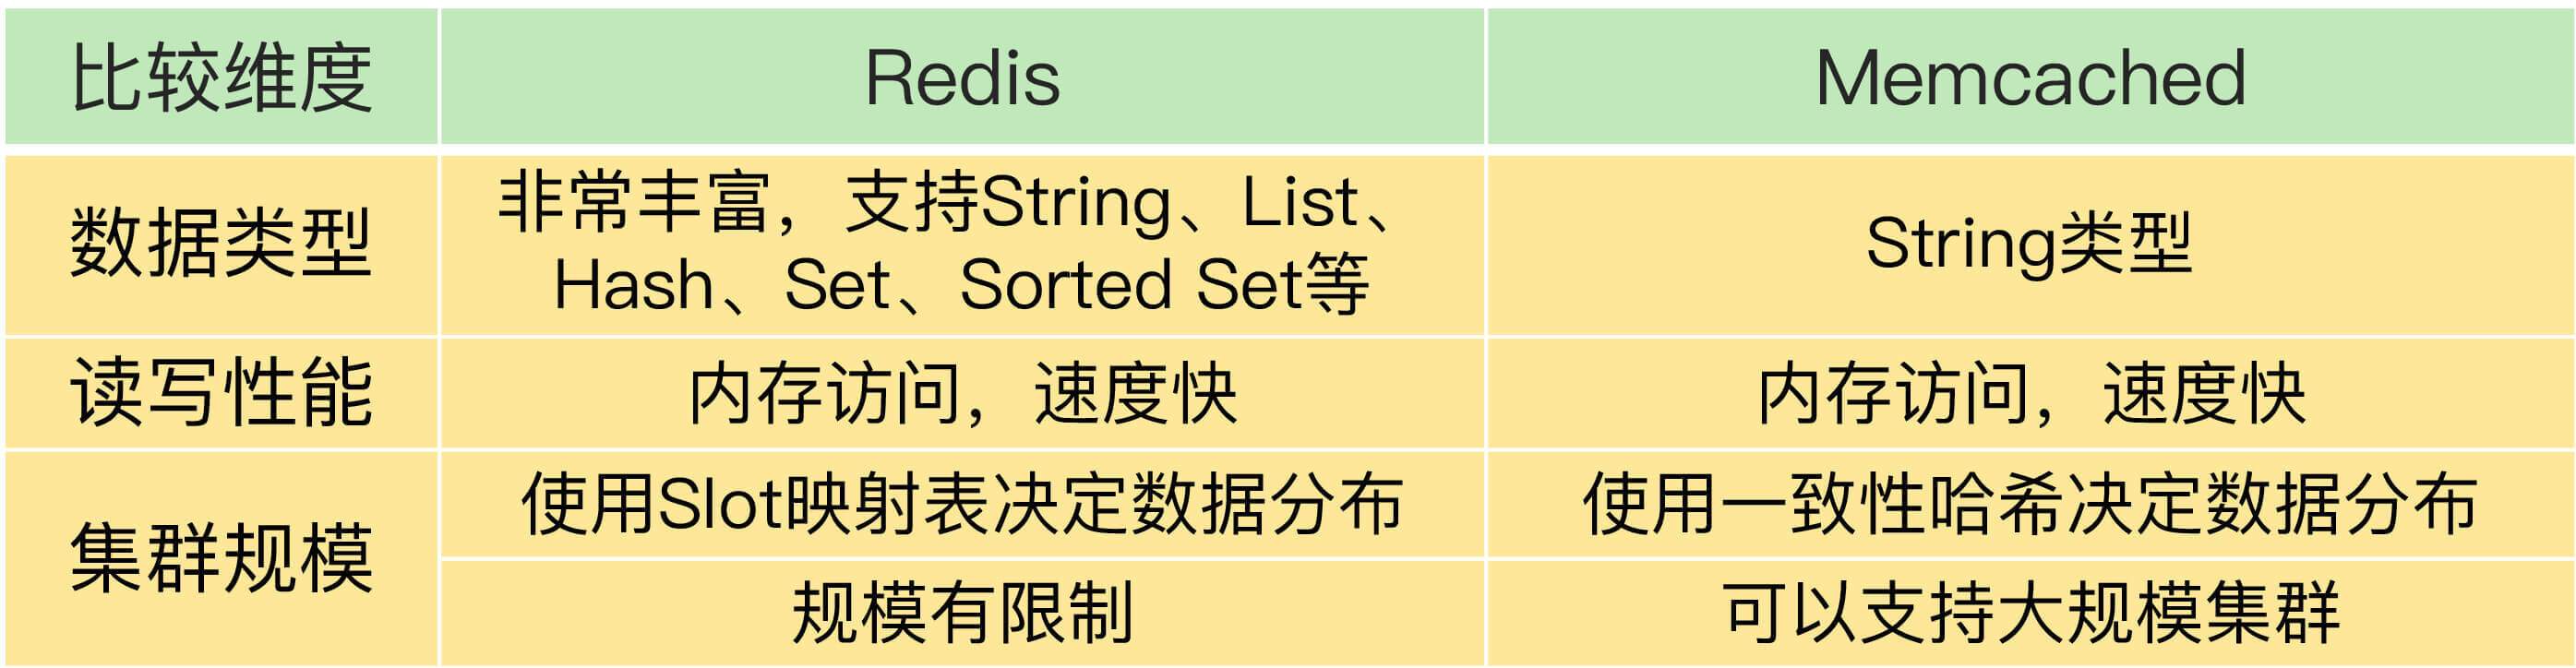 比较维度
Redis
Memcached
数据类型
非常丰富，支持String、List、
Hash、Set、Sorted Set等
String类型
读写性能
内存访问，速度快
内存访问，速度快
集群规模
使用Slot映射表决定数据分布
使用一致性哈希决定数据分布
规模有限制
可以支持大规模集群